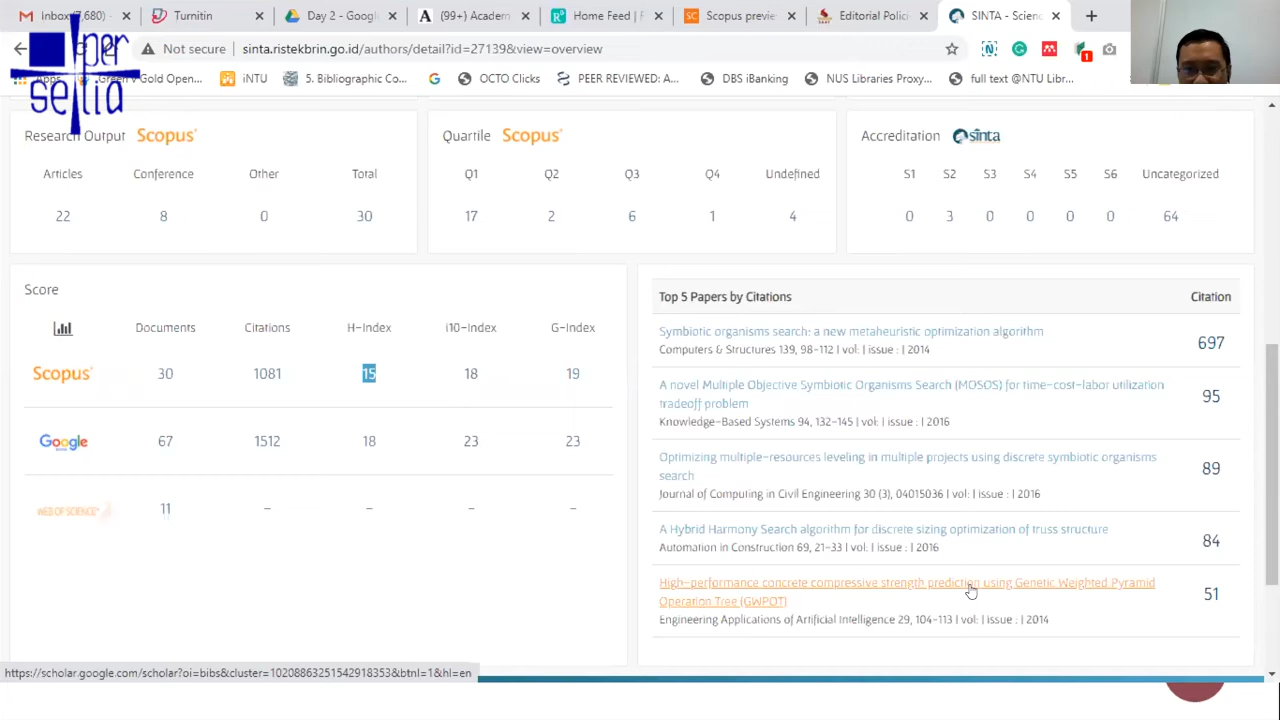 Inbox (7,680) -
Turnitin
Day 2 - Google
(99+) Academ
Home Feed | F
Scopus previe
Editorial Polic
SINTA - Scienc
Not secure
sinta.ristekbrin.go.id/authors/detail?id=27139&view=overview
per
setia
Green v Gold Open...
iNTU
5. Bibliographic Co...
OCTO Clicks
PEER REVIEWED: A...
DBS iBanking
NUS Libraries Proxy...
full text @NTU Libr...
Research Output Scopus
Quartile Scopus
Accreditation sinta
Articles Conference Other Total
Q1 Q2 Q3 Q4 Undefined
S1 S2 S3 S4 S5 S6 Uncategorized
22 8 0 30
17 2 6 1 4
0 3 0 0 0 0 64
Score
Documents Citations H-Index i10-Index G-Index
Scopus 30 1081 15 18 19
Google 67 1512 18 23 23
WEB OF SCIENCE 11 - - - -
Top 5 Papers by Citations Citation
Symbiotic organisms search: a new metaheuristic optimization algorithm
Computers & Structures 139, 98-112 | vol: | issue : | 2014
697
A novel Multiple Objective Symbiotic Organisms Search (MOSOS) for time-cost-labor utilization
tradeoff problem
Knowledge-Based Systems 94, 132-145 | vol: | issue : | 2016
95
Optimizing multiple-resources leveling in multiple projects using discrete symbiotic organisms
search
Journal of Computing in Civil Engineering 30 (3), 04015036 | vol: | issue : | 2016
89
A Hybrid Harmony Search algorithm for discrete sizing optimization of truss structure
Automation in Construction 69, 21-33 | vol: | issue : | 2016
84
High-performance concrete compressive strength prediction using Genetic Weighted Pyramid
Operation Tree (GWPOT)
Engineering Applications of Artificial Intelligence 29, 104-113 | vol: | issue : | 2014
51
https://scholar.google.com/scholar?oi=bibs&cluster=10208863251542918353&btnI=1&hl=en